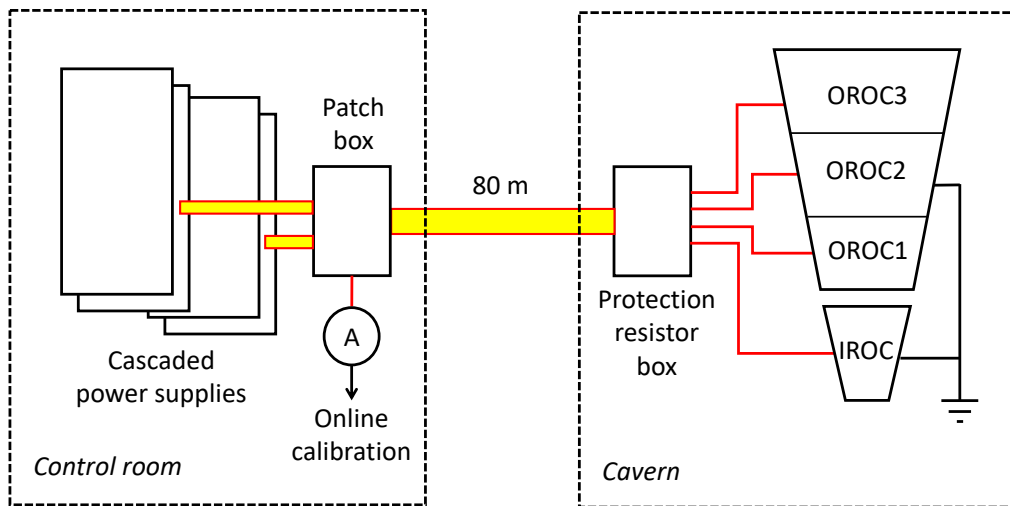 Patch
box
80 m
OROC3
OROC2
OROC1
IROC
A
Cascaded
power supplies
Online
calibration
Protection
resistor
box
Control room
Cavern